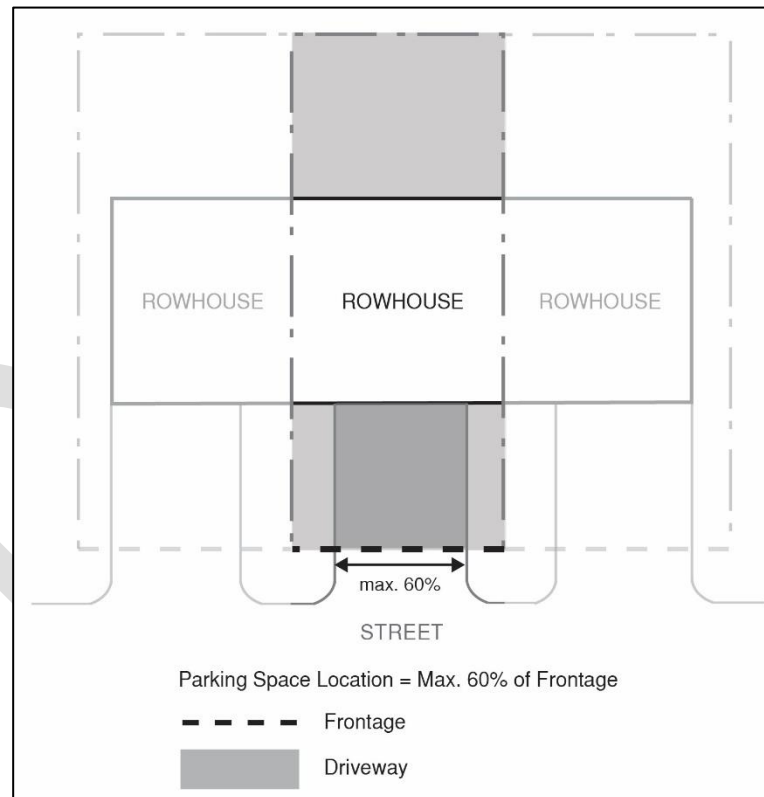 ROWHOUSE ROWHOUSE ROWHOUSE
max. 60%
STREET
Parking Space Location = Max. 60% of Frontage
Frontage
Driveway